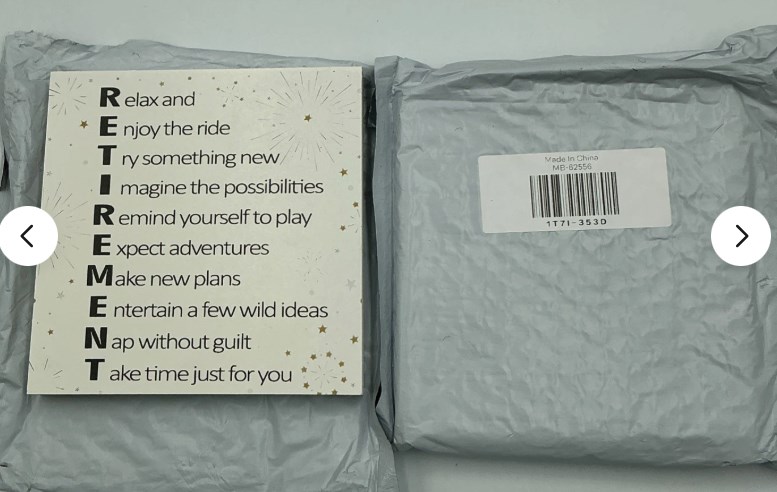 Relax and
Enjoy the ride
Try something new
Imagine the possibilities
Remind yourself to play
Expect adventures
Make new plans
Entertain a few wild ideas
Nap without guilt
Take time just for you
Made In China
MB-62556
1T7I-353D